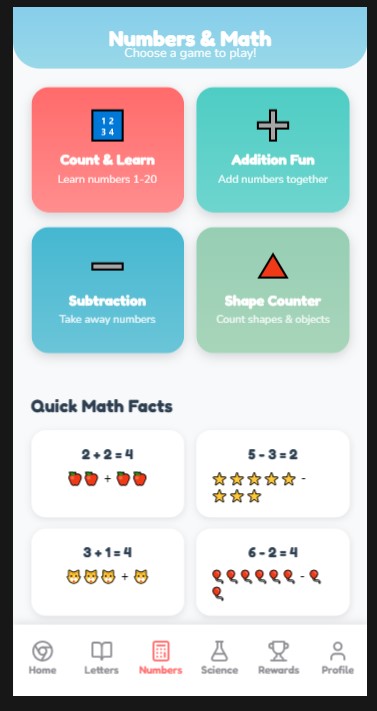 Numbers & Math
Choose a game to play!
1 2
3 4
Count & Learn
Learn numbers 1-20
Addition Fun
Add numbers together
Subtraction
Take away numbers
Shape Counter
Count shapes & objects
Quick Math Facts
2 + 2 = 4
+
5 - 3 = 2
-
3 + 1 = 4
+
6 - 2 = 4
-
Home
Letters
Numbers
Science
Rewards
Profile